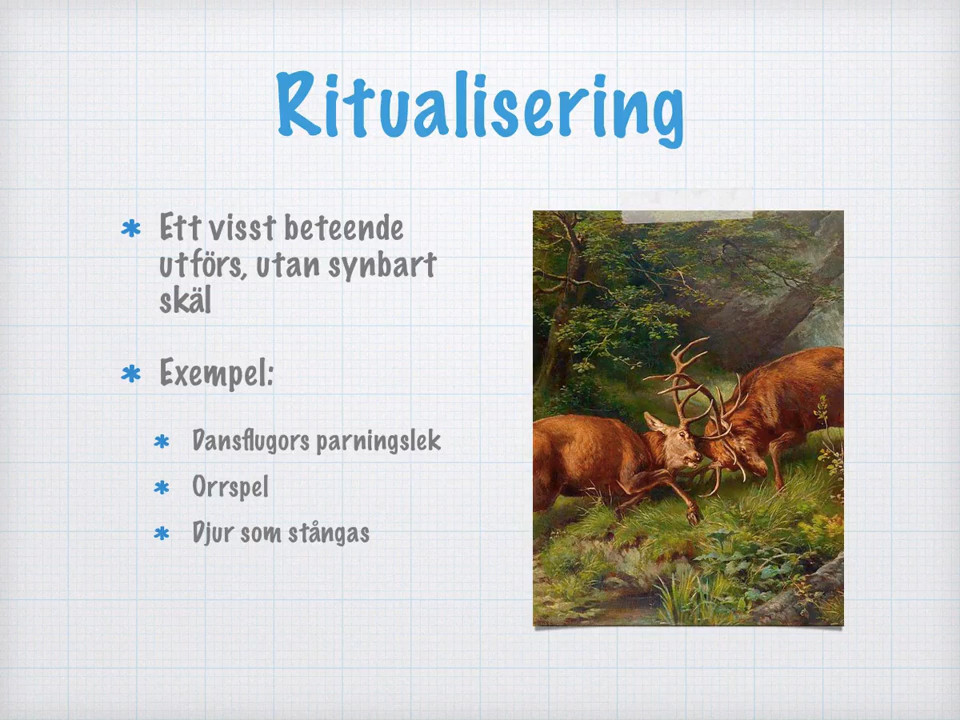 Ritualisering
Ett visst beteende
utförs, utan synbart
skäl
Exempel:
Dansflugors parningslek
Orrspel
Djur som stångas